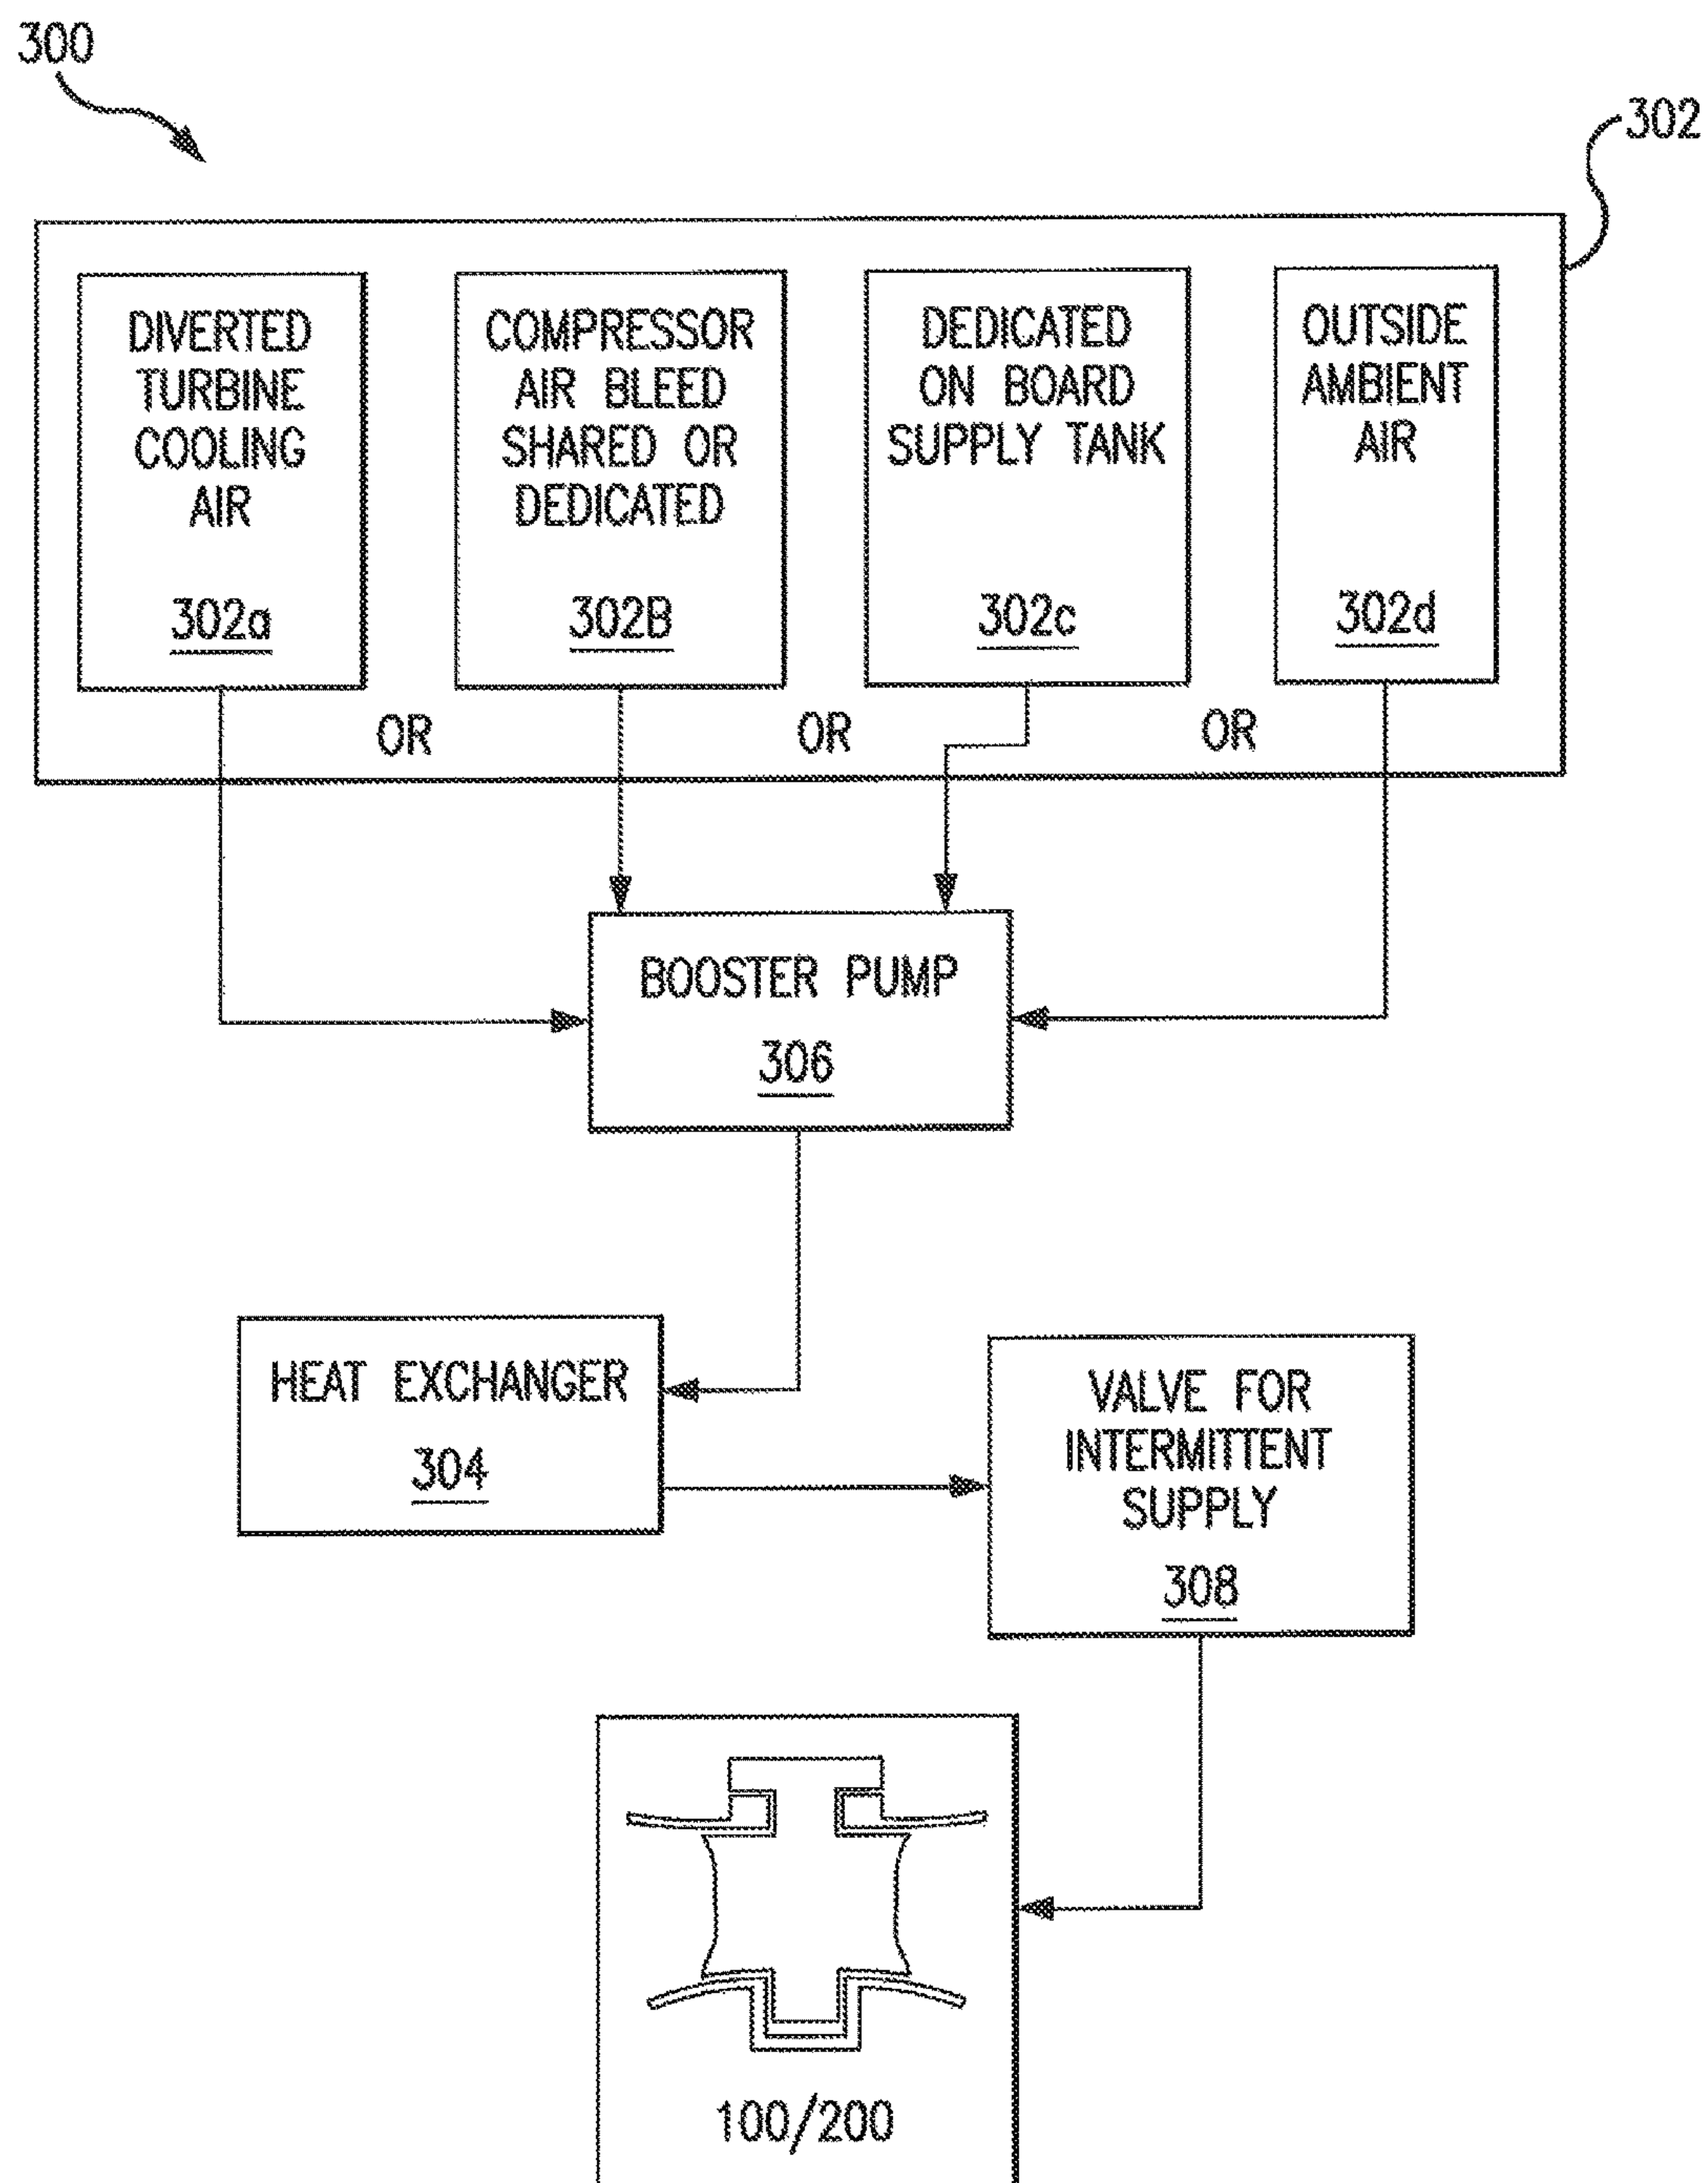 300
302
DIVERTED
TURBINE
COOLING
AIR
302a
COMPRESSOR
AIR BLEED
SHARED OR
DEDICATED
302B
DEDICATED
ON BOARD
SUPPLY TANK
302c
OUTSIDE
AMBIENT
AIR
302d
OR
OR
OR
BOOSTER PUMP
306
HEAT EXCHANGER
304
VALVE FOR
INTERMITTENT
SUPPLY
308
100/200